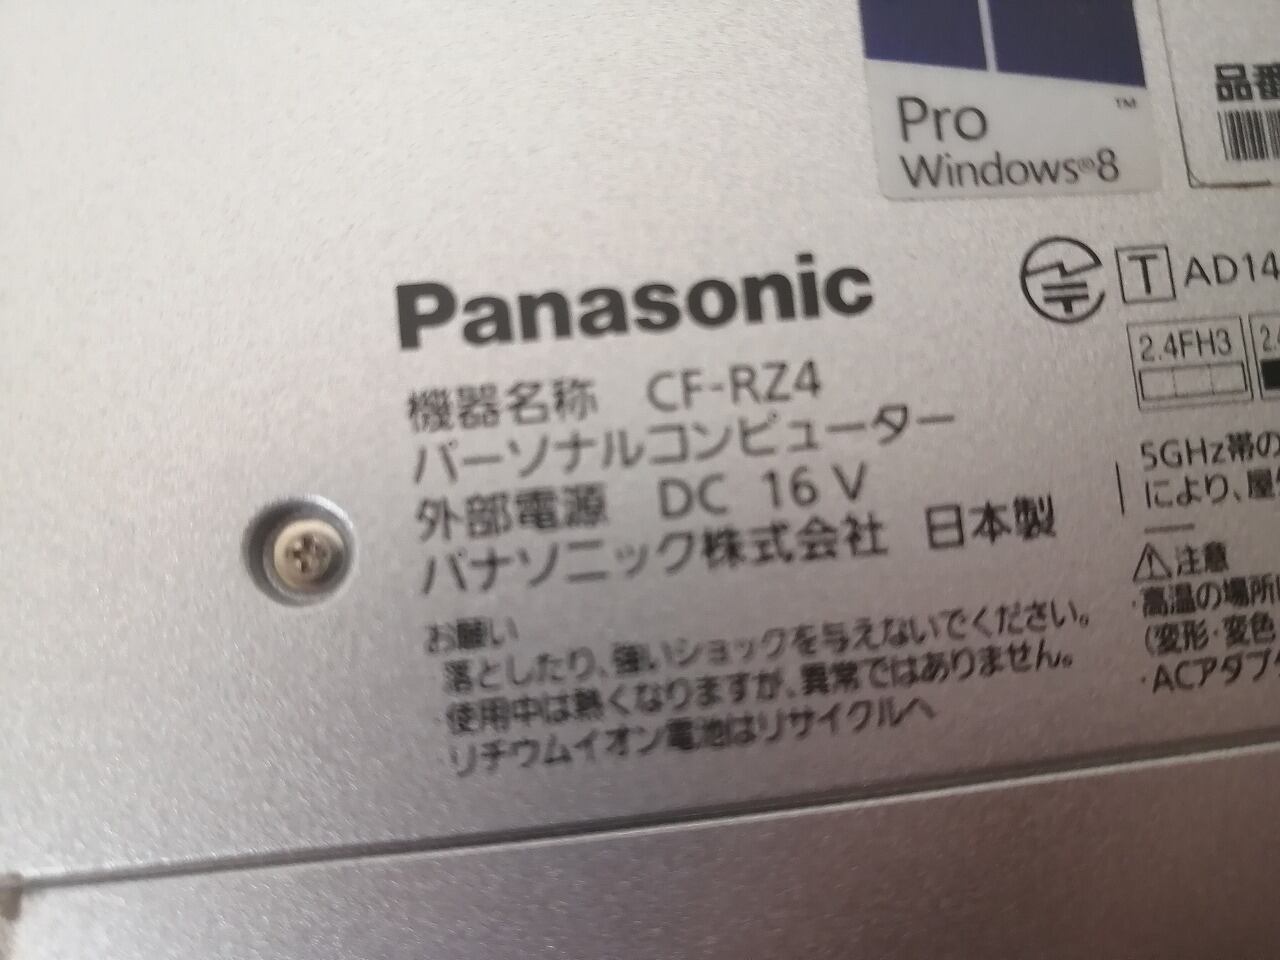 Pro
TM
Windows®8
品番
Panasonic
機器名称 CF-RZ4
パーソナルコンピューター
外部電源 DC 16 V
パナソニック株式会社 日本製
お願い
落としたり、強いショックを与えないでください。
・使用中は熱くなりますが、異常ではありません。
・リチウムイオン電池はリサイクルへ
T AD14
2.4FH3
5GHz帯の
により、屋
注意
・高温の場所
(変形・変色
・ACアダプタ